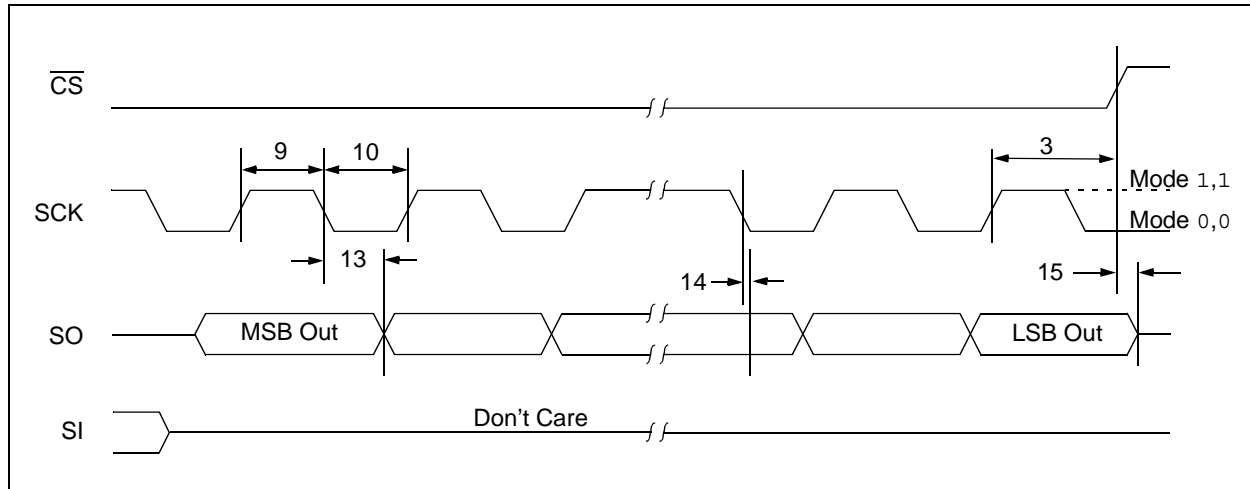 CS
9
10
3
Mode 1,1
SCK
Mode 0,0
13
14
15
SO
MSB Out
LSB Out
Don't Care
SI